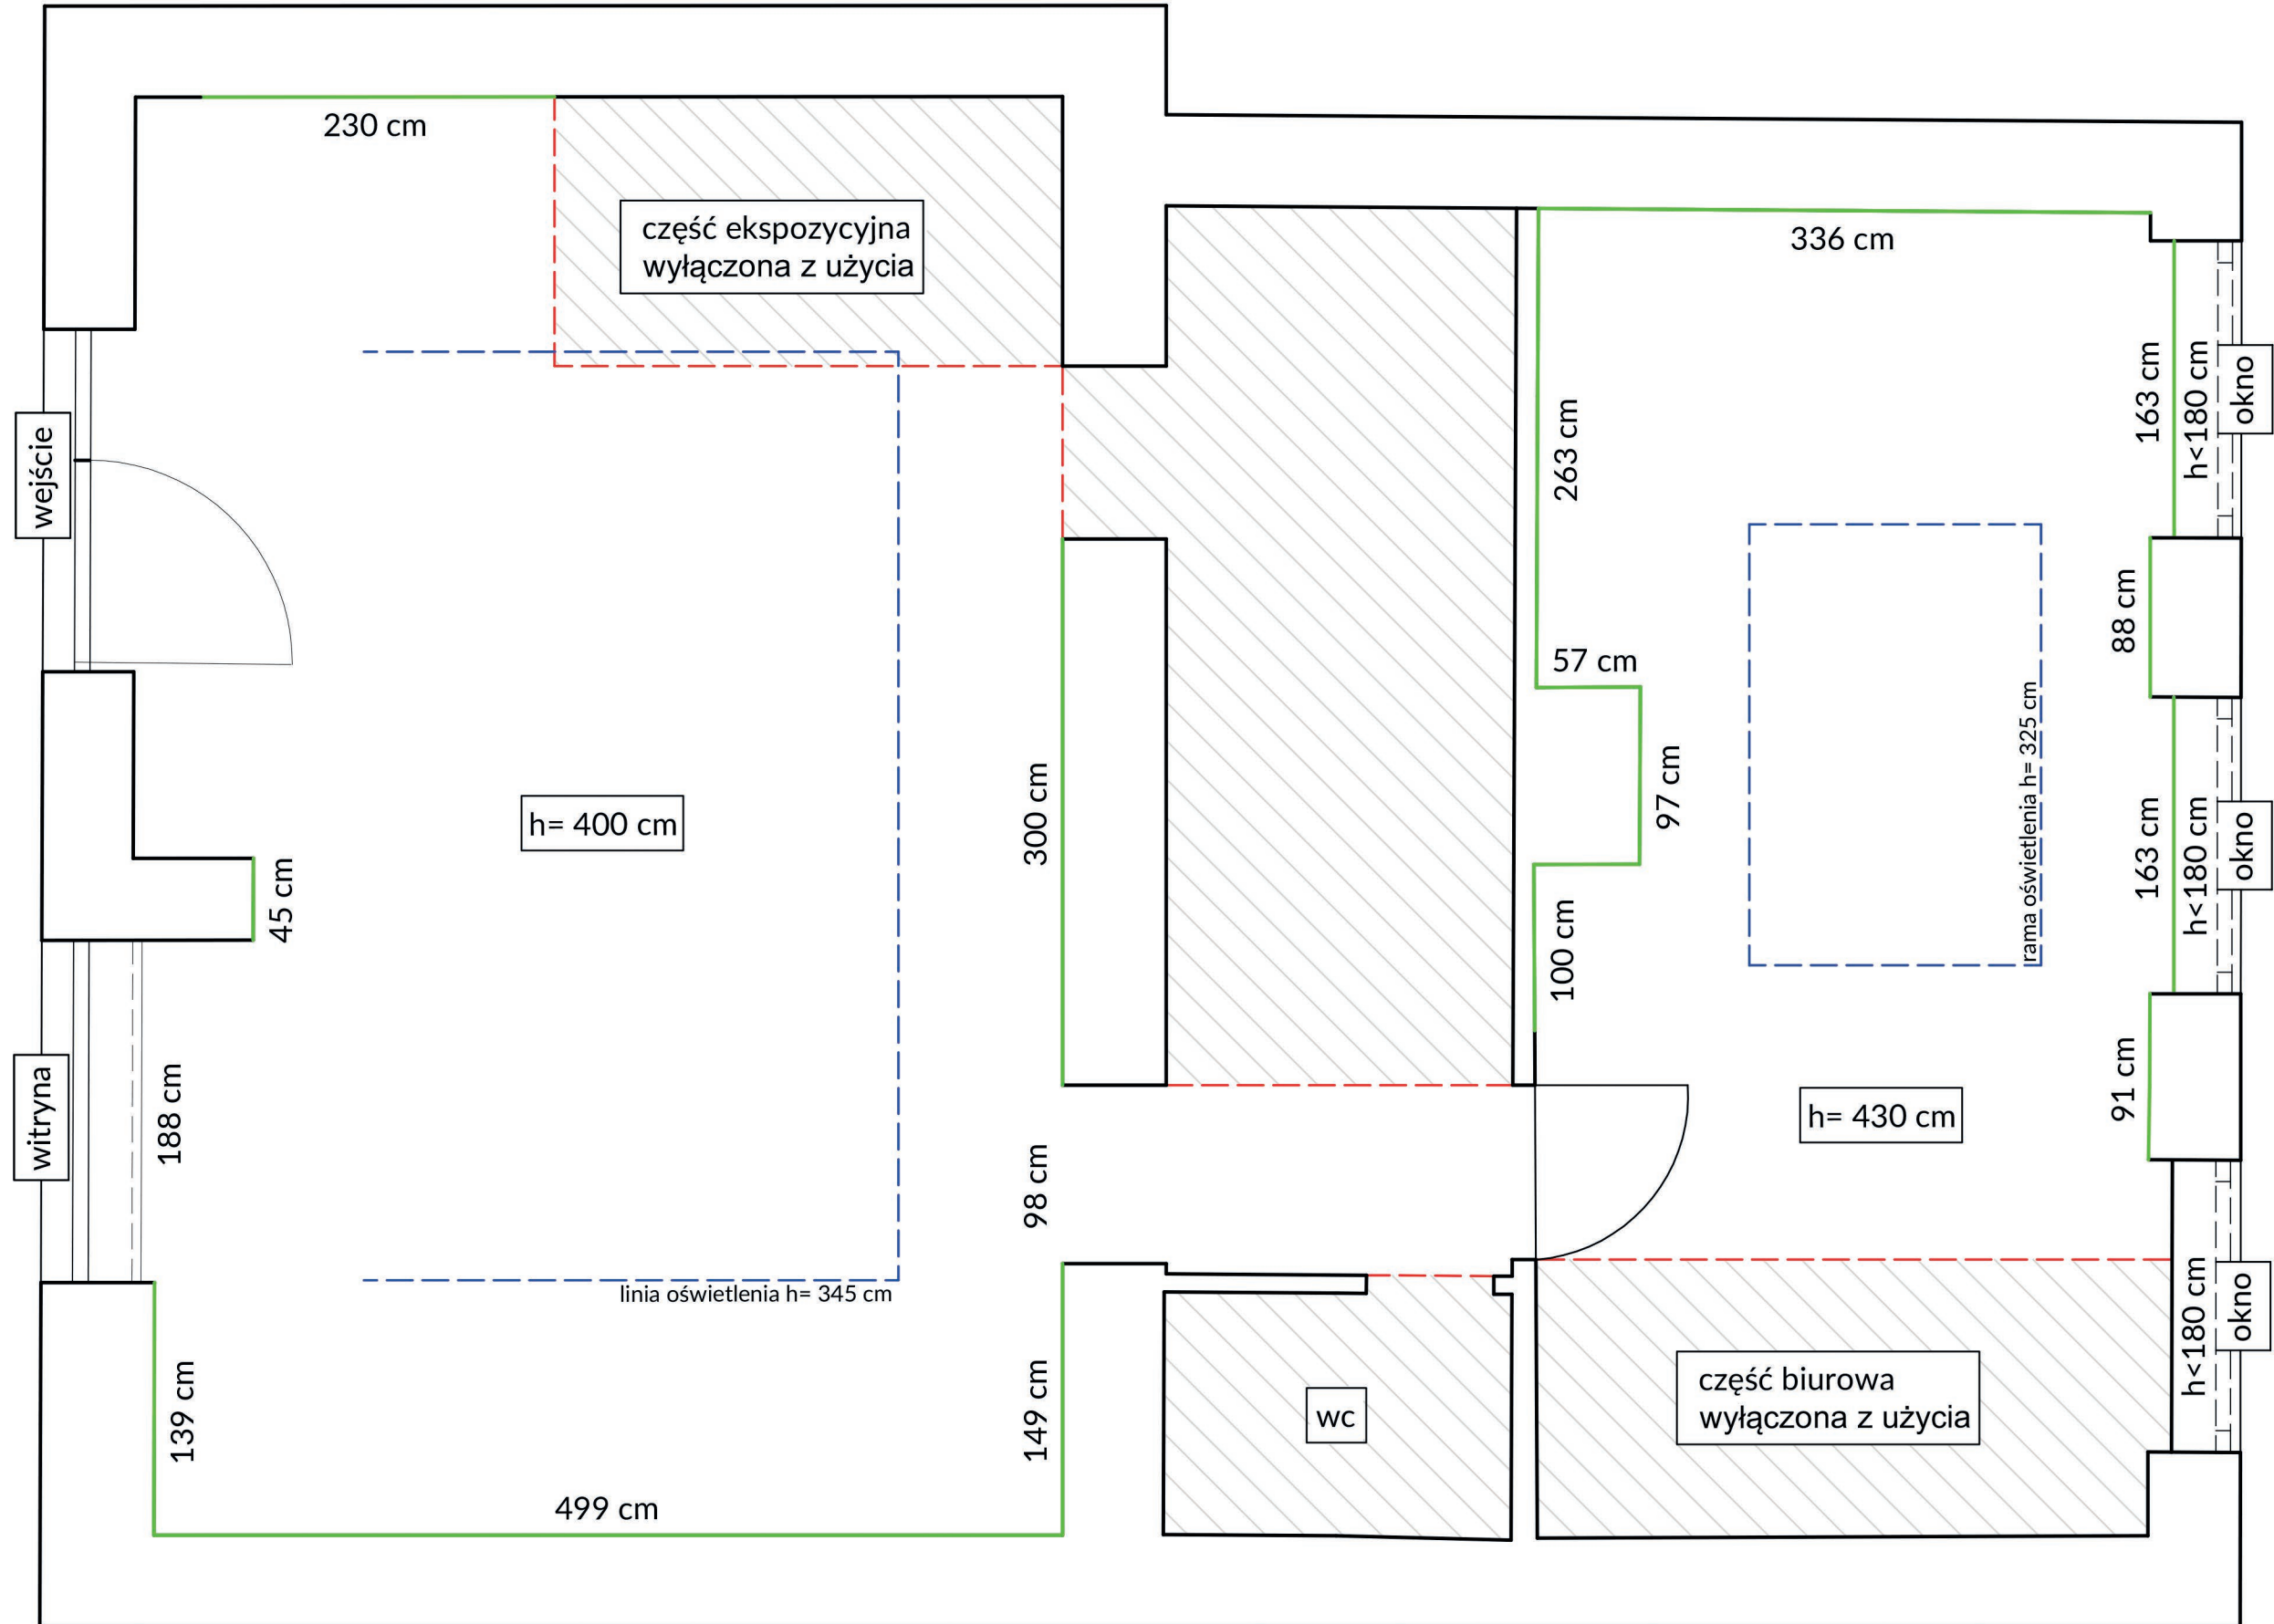 230 cm
część ekspozycyjna
wyłączona z użycia
336 cm
wejście
263 cm
163 cm
h<180 cm
okno
57 cm
88 cm
h= 400 cm
300 cm
97 cm
rama oświetlenia h= 325 cm
163 cm
h<180 cm
okno
45 cm
100 cm
witryna
188 cm
98 cm
h= 430 cm
91 cm
linia oświetlenia h= 345 cm
139 cm
149 cm
wc
część biurowa
wyłączona z użycia
h<180 cm
okno
499 cm